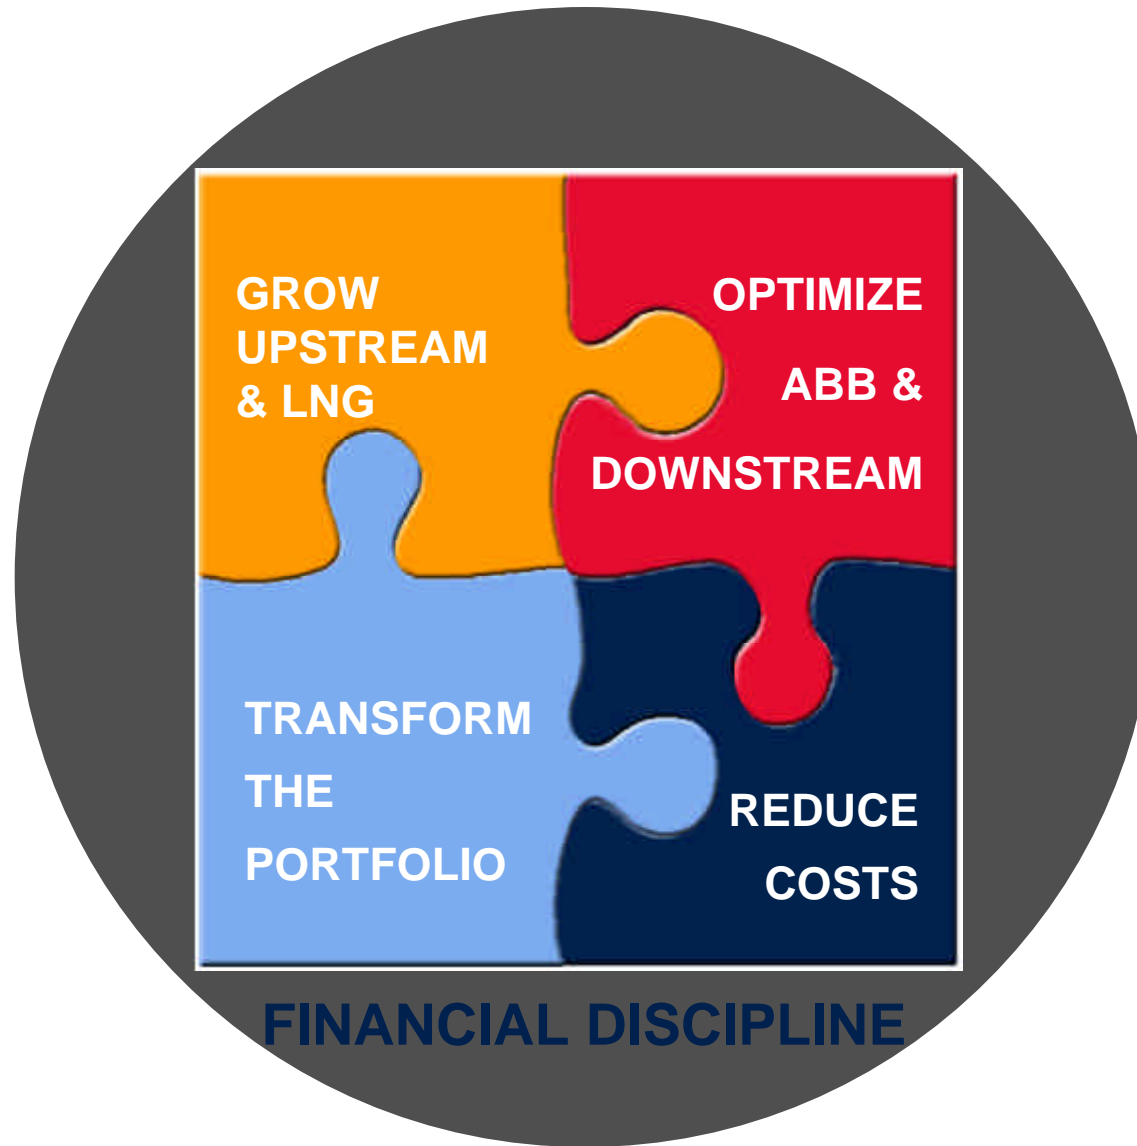 GROW
UPSTREAM
& LNG
OPTIMIZE
ABB &
DOWNSTREAM
TRANSFORM
THE
PORTFOLIO
REDUCE
COSTS
FINANCIAL DISCIPLINE